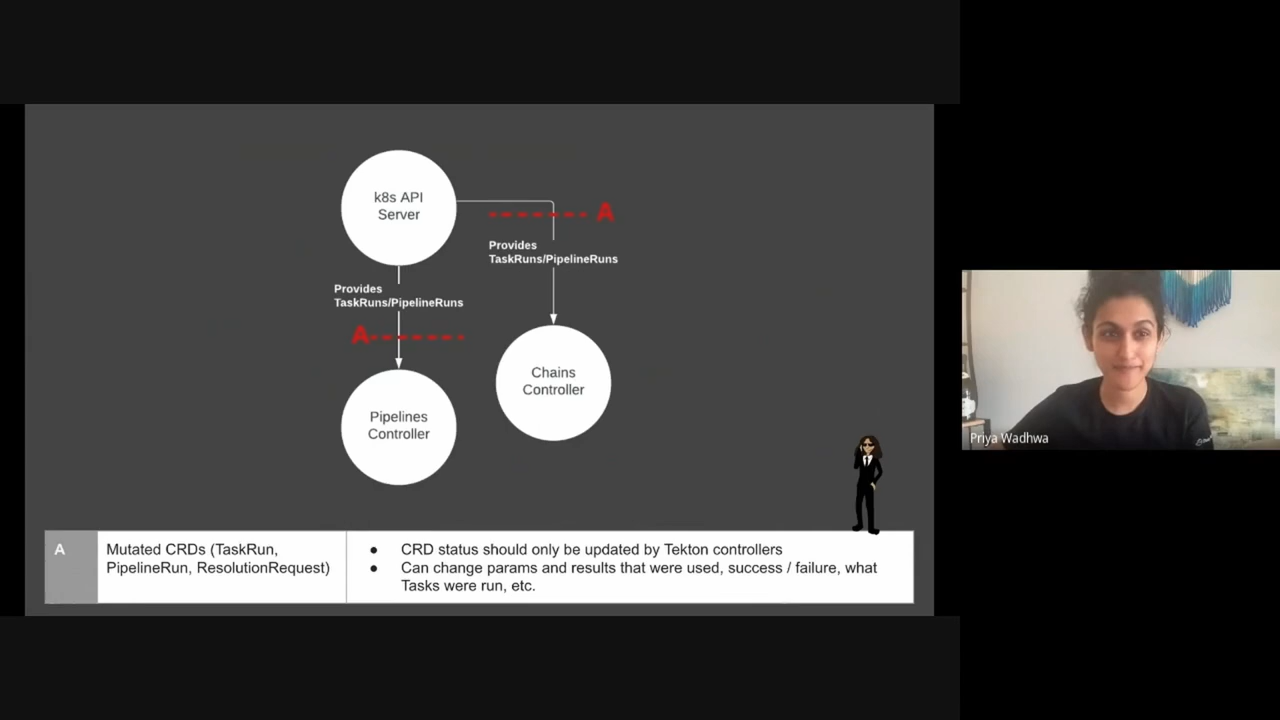 k8s API
Server
A
Provides
TaskRuns/PipelineRuns
Provides
TaskRuns/PipelineRuns
A
Chains
Controller
Pipelines
Controller
Priya Wadhwa
A
Mutated CRDs (TaskRun,
PipelineRun, ResolutionRequest)
● CRD status should only be updated by Tekton controllers
● Can change params and results that were used, success / failure, what
Tasks were run, etc.